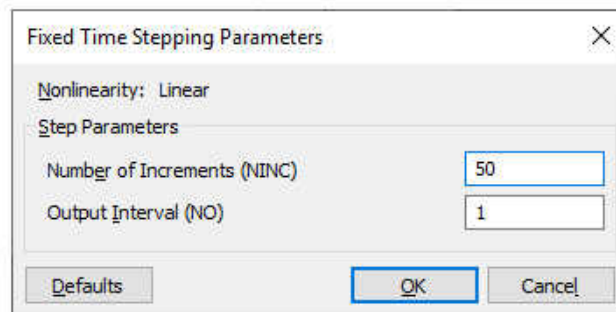 Fixed Time Stepping Parameters
Nonlinearity: Linear
Step Parameters
Number of Increments (NINC) 50
Output Interval (NO) 1
Defaults OK Cancel